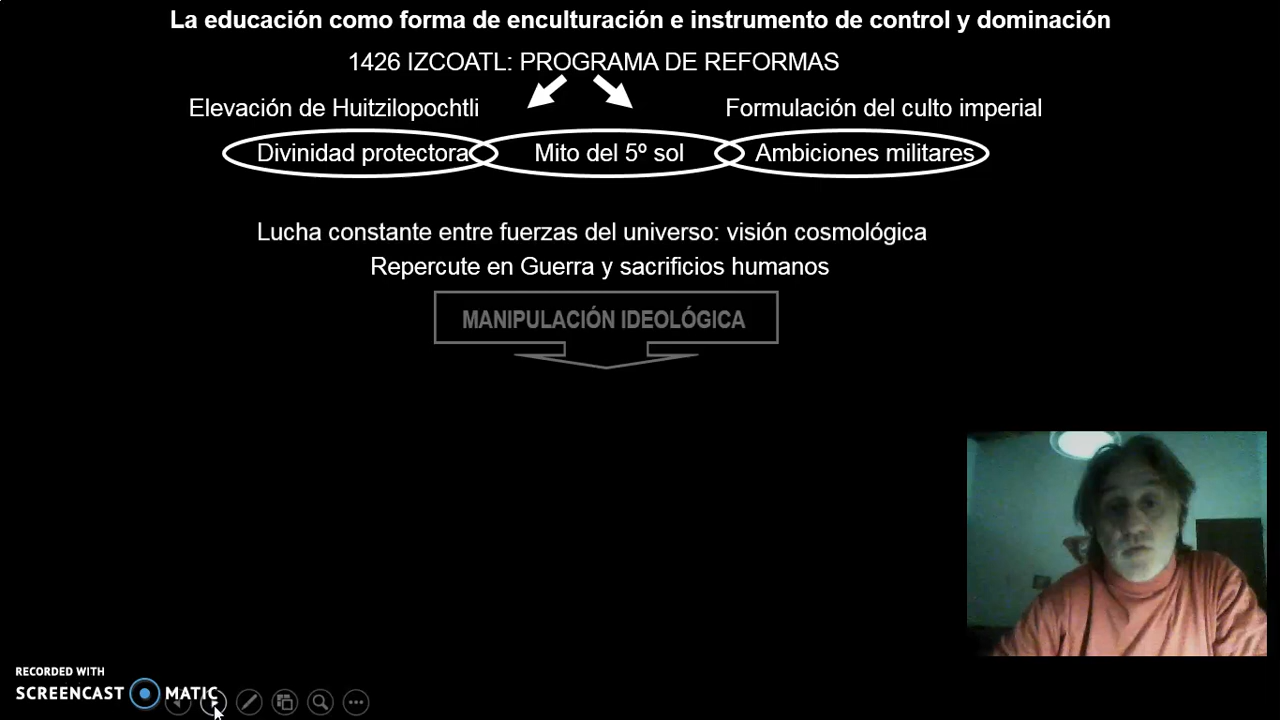 La educación como forma de enculturación e instrumento de control y dominación
1426 IZCOATL: PROGRAMA DE REFORMAS
Elevación de Huitzilopochtli
Formulación del culto imperial
Divinidad protectora
Mito del 5º sol
Ambiciones militares
Lucha constante entre fuerzas del universo: visión cosmológica
Repercute en Guerra y sacrificios humanos
MANIPULACIÓN IDEOLÓGICA
RECORDED WITH
SCREENCAST MATIC